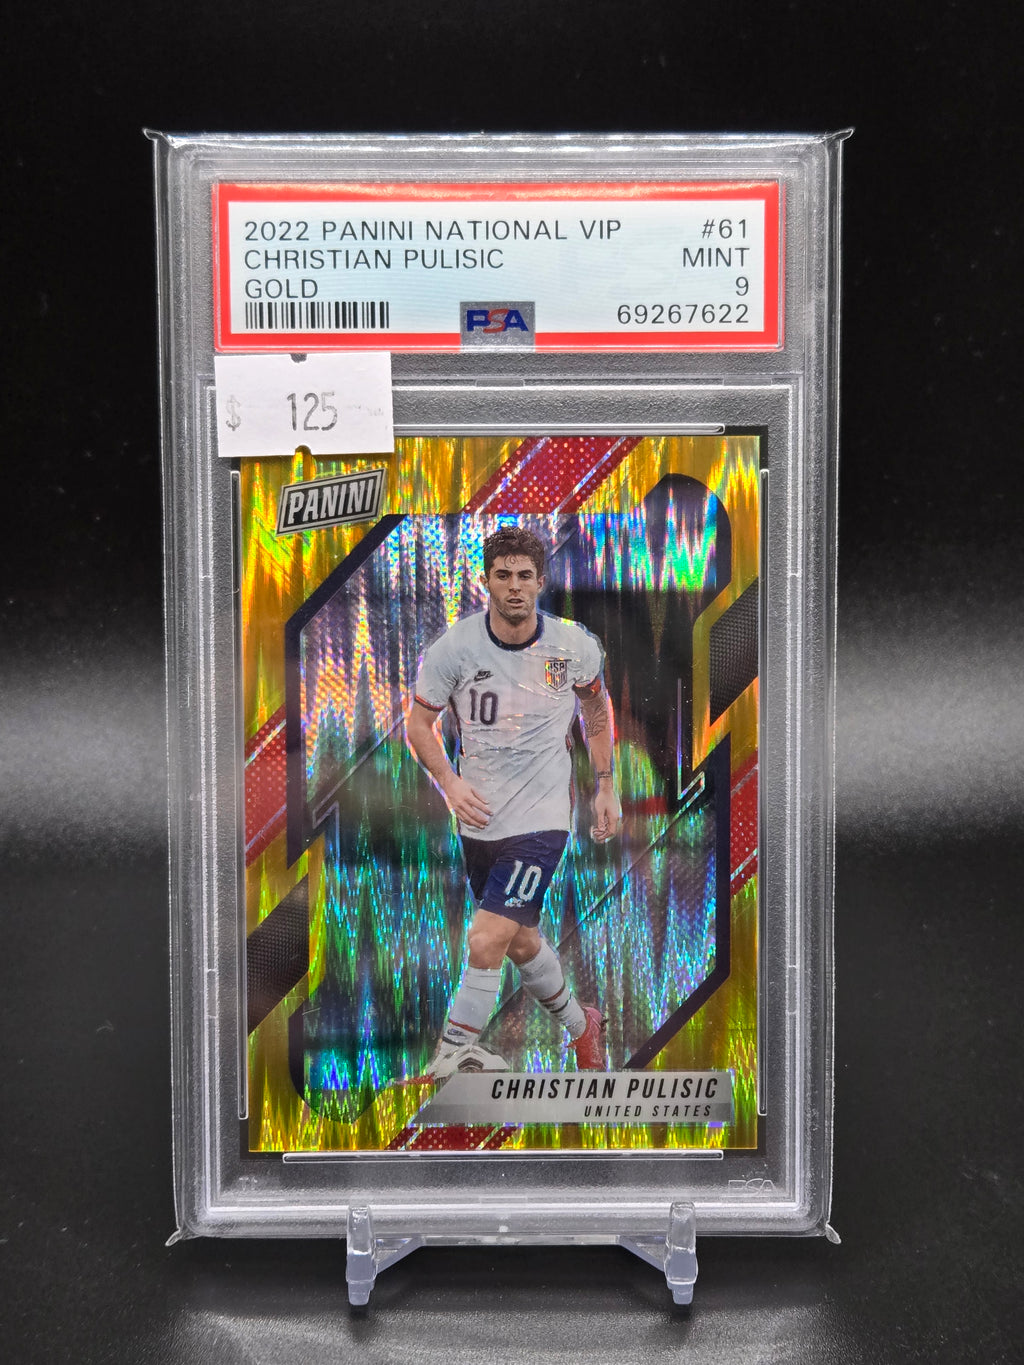 2022 PANINI NATIONAL VIP #61
CHRISTIAN PULISIC MINT
GOLD 9
PSA 69267622
$ 125
PANINI
10
10
CHRISTIAN PULISIC
UNITED STATES
PSA